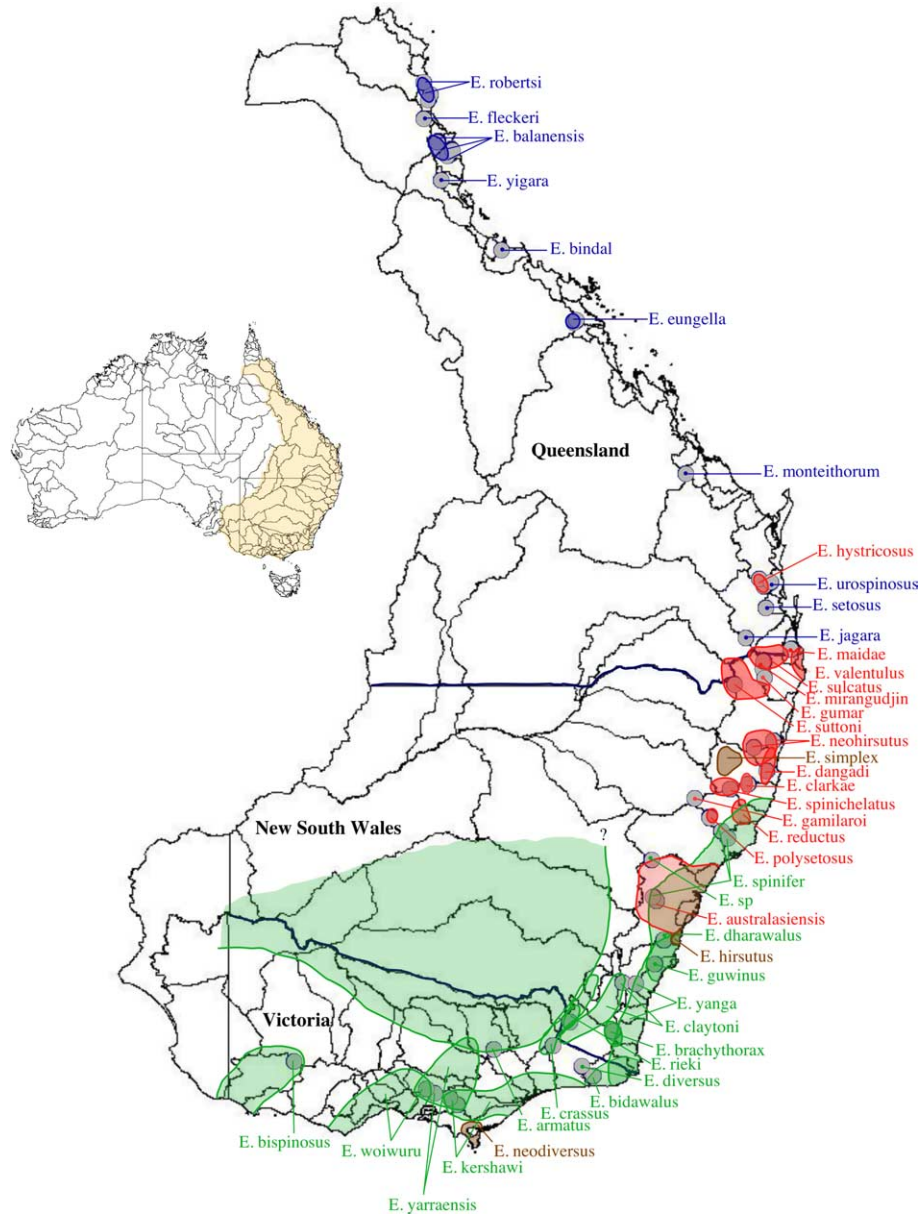 E. robertsi
E. fleckeri
E. balanensis
E. yigara
E. bindal
E. eungella
Queensland
E. monteithorum
E. hystricosus
E. urospinosus
E. setosus
E. jagara
E. maidae
E. valentulus
E. sulcatus
E. mirangudjin
E. gumar
E. suttoni
E. neohirsutus
E. simplex
E. dangadi
E. clarkae
E. spinichelatus
E. gamilaroi
E. reductus
New South Wales
?
E. polysetosus
E. spinifer
E. sp
E. australasiensis
E. dharawalus
E. hirsutus
E. guwinus
E. yanga
Victoria
E. claytoni
E. brachythorax
E. rieki
E. diversus
E. bidawalus
E. crassus
E. armatus
E. bispinosus
E. woiwuru
E. neodiversus
E. kershawi
E. yarraensis